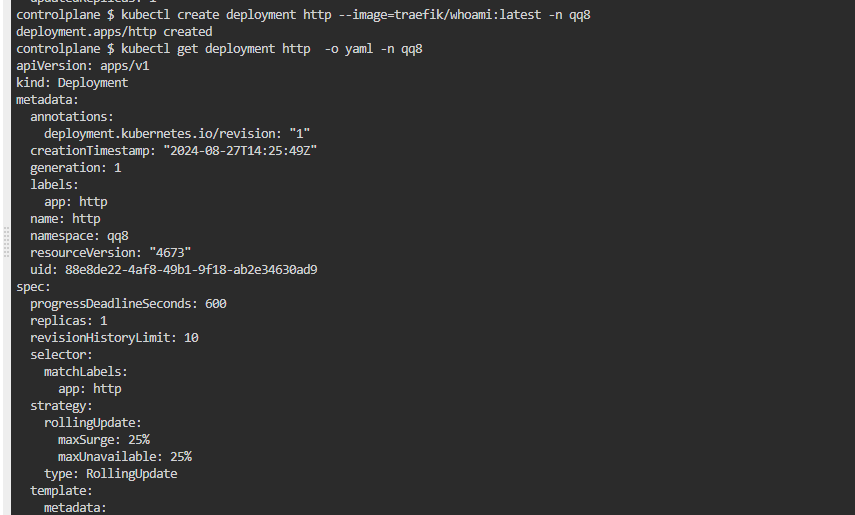 updatedReplicas: 1
controlplane $ kubectl create deployment http --image=traefik/whoami:latest -n qq8
deployment.apps/http created
controlplane $ kubectl get deployment http  -o yaml -n qq8
apiVersion: apps/v1
kind: Deployment
metadata:
  annotations:
    deployment.kubernetes.io/revision: "1"
  creationTimestamp: "2024-08-27T14:25:49Z"
  generation: 1
  labels:
    app: http
  name: http
  namespace: qq8
  resourceVersion: "4673"
  uid: 88e8de22-4af8-49b1-9f18-ab2e34630ad9
spec:
  progressDeadlineSeconds: 600
  replicas: 1
  revisionHistoryLimit: 10
  selector:
    matchLabels:
      app: http
  strategy:
    rollingUpdate:
      maxSurge: 25%
      maxUnavailable: 25%
    type: RollingUpdate
  template:
    metadata: